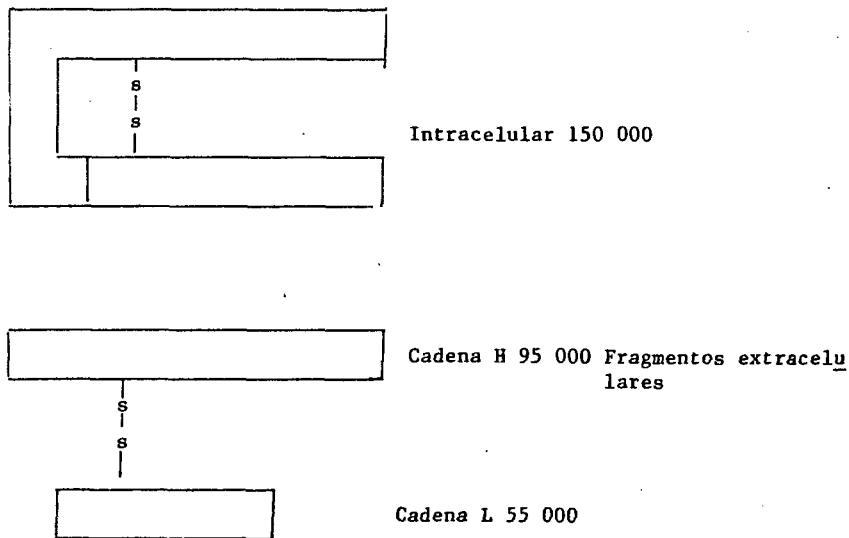 s
s
Intracelular 150 000
Cadena H 95 000 Fragmentos extracelu
lares
s
s
Cadena L 55 000